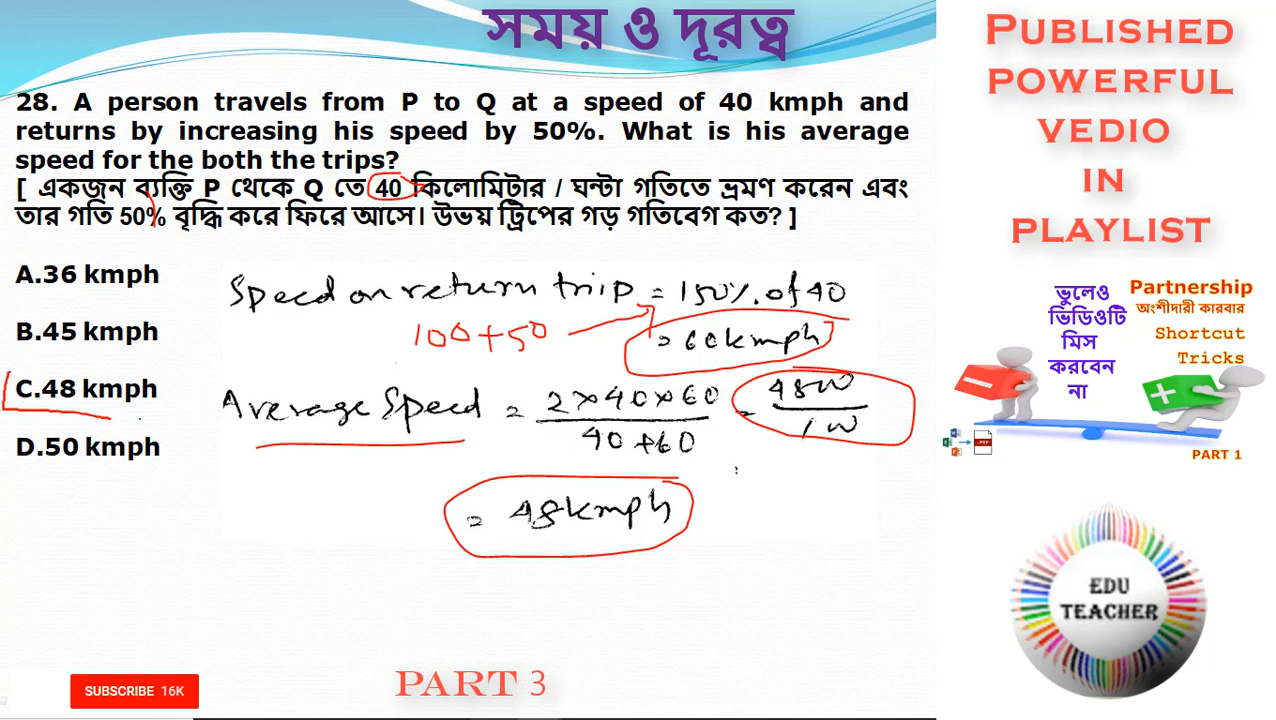 সময় ও দূরত্ব
28. A person travels from P to Q at a speed of 40 kmph and
returns by increasing his speed by 50%. What is his average
speed for the both the trips?
[ একজন ব্যক্তি P থেকে Q তে 40 কিলোমিটার / ঘন্টা গতিতে ভ্রমণ করেন এবং
তার গতি 50% বৃদ্ধি করে ফিরে আসে। উভয় ট্রিপের গড় গতিবেগ কত? ]
A.36 kmph
B.45 kmph
C.48 kmph
D.50 kmph
Speed on return trip = 150% of 40
100+50
= 60kmph
Average Speed = 2×40×60 / 40+60 = 4800 / 100
= 48kmph
PART 3
SUBSCRIBE 16K
PUBLISHED
POWERFUL
VEDIO
IN
PLAYLIST
ভুলেও
ভিডিওটি
মিস
করবেন
না
Partnership
অংশীদারী কারবার
Shortcut
Tricks
PART 1
EDU
TEACHER